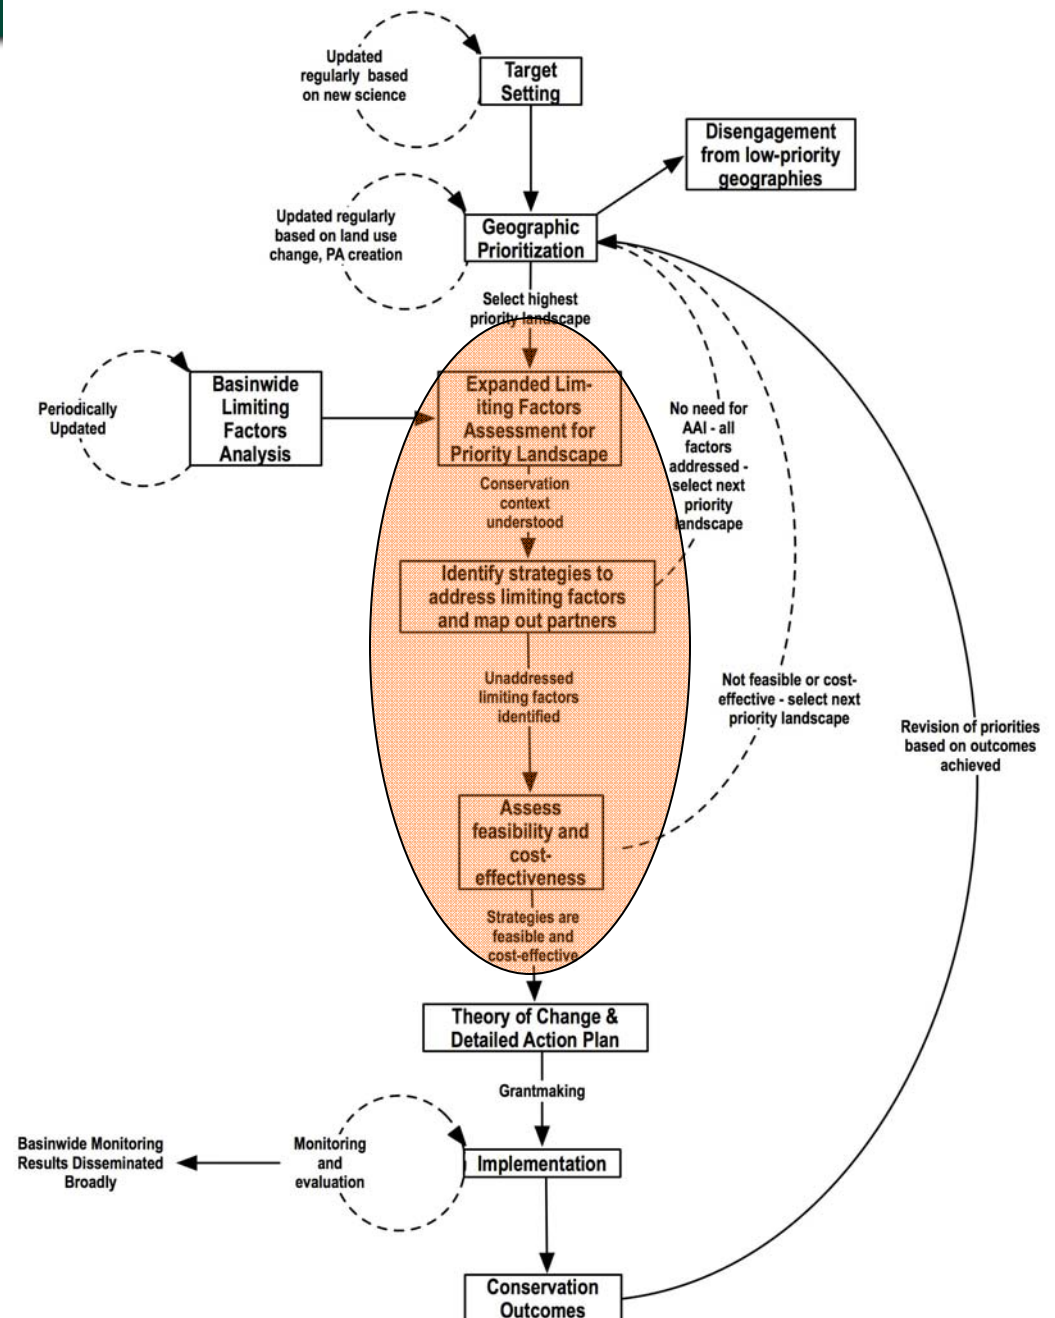 Updated
regularly based
on new science
Target
Setting
Disengagement
from low-priority
geographies
Updated regularly
based on land use
change, PA creation
Geographic
Prioritization
Select highest
priority landscape
Periodically
Updated
Basinwide
Limiting
Factors
Analysis
Expanded Lim-
iting Factors
Assessment for
Priority Landscape
No need for
AAI - all
factors
addressed -
select next
priority
landscape
Conservation
context
understood
Identify strategies to
address limiting factors
and map out partners
Unaddressed
limiting factors
identified
Not feasible or cost-
effective - select next
priority landscape
Revision of priorities
based on outcomes
achieved
Assess
feasibility and
cost-
effectiveness
Strategies are
feasible and
cost-effective
Theory of Change &
Detailed Action Plan
Grantmaking
Basinwide Monitoring
Results Disseminated
Broadly
Monitoring
and
evaluation
Implementation
Conservation
Outcomes